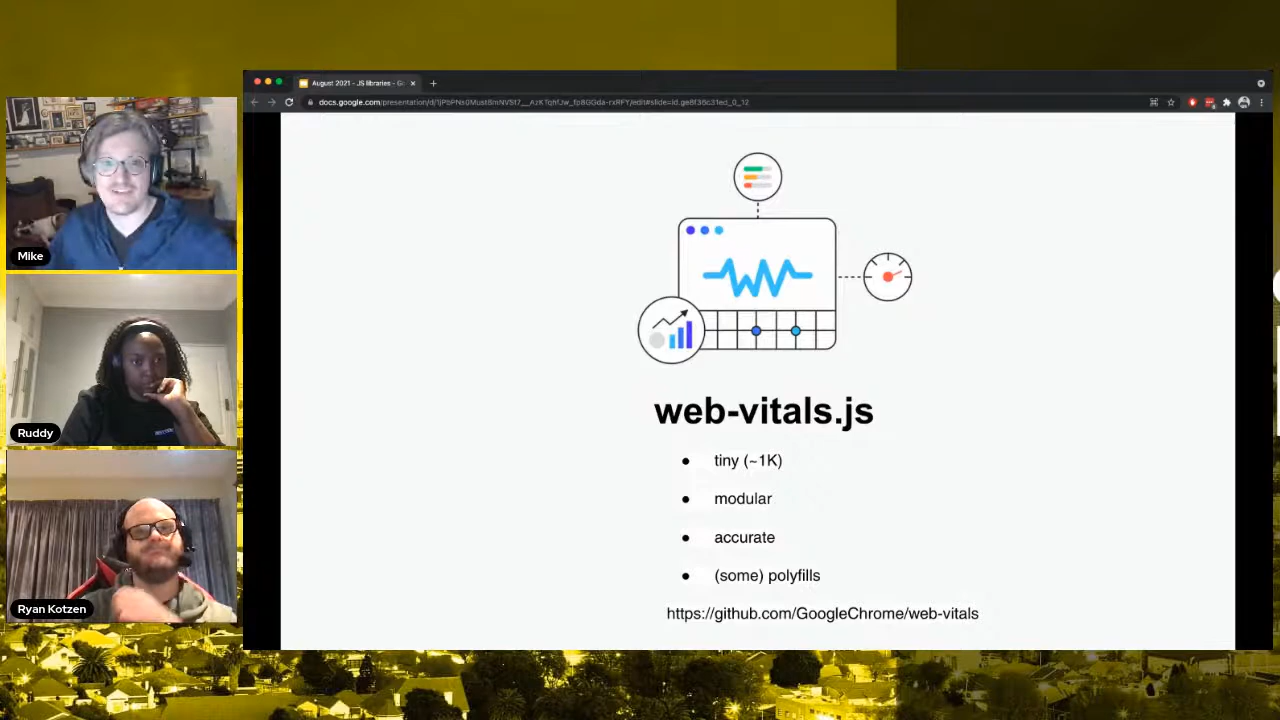 August 2021 - JS libraries - Go
Mike
Ruddy
Ryan Kotzen
web-vitals.js
● tiny (~1K)
● modular
● accurate
● (some) polyfills
https://github.com/GoogleChrome/web-vitals